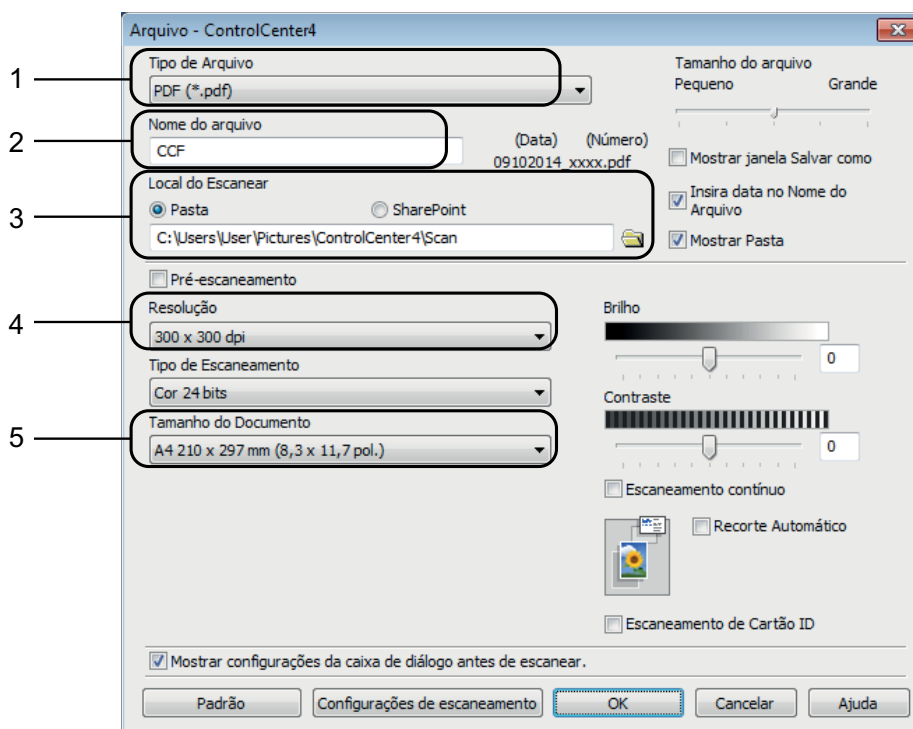 Arquivo - ControlCenter4
1
Tipo de Arquivo
PDF (*.pdf)
Tamanho do arquivo
Pequeno Grande
2
Nome do arquivo
CCF
(Data) (Número)
09102014_xxxx.pdf
Mostrar janela Salvar como
Insira data no Nome do
Arquivo
Mostrar Pasta
3
Local do Escanear
Pasta SharePoint
C:\Users\User\Pictures\ControlCenter4\Scan
Pré-escaneamento
4
Resolução
300 x 300 dpi
Tipo de Escaneamento
Cor 24 bits
5
Tamanho do Documento
A4 210 x 297 mm (8,3 x 11,7 pol.)
Brilho
0
Contraste
0
Escaneamento contínuo
Recorte Automático
Escaneamento de Cartão ID
Mostrar configurações da caixa de diálogo antes de escanear.
Padrão Configurações de escaneamento OK Cancelar Ajuda